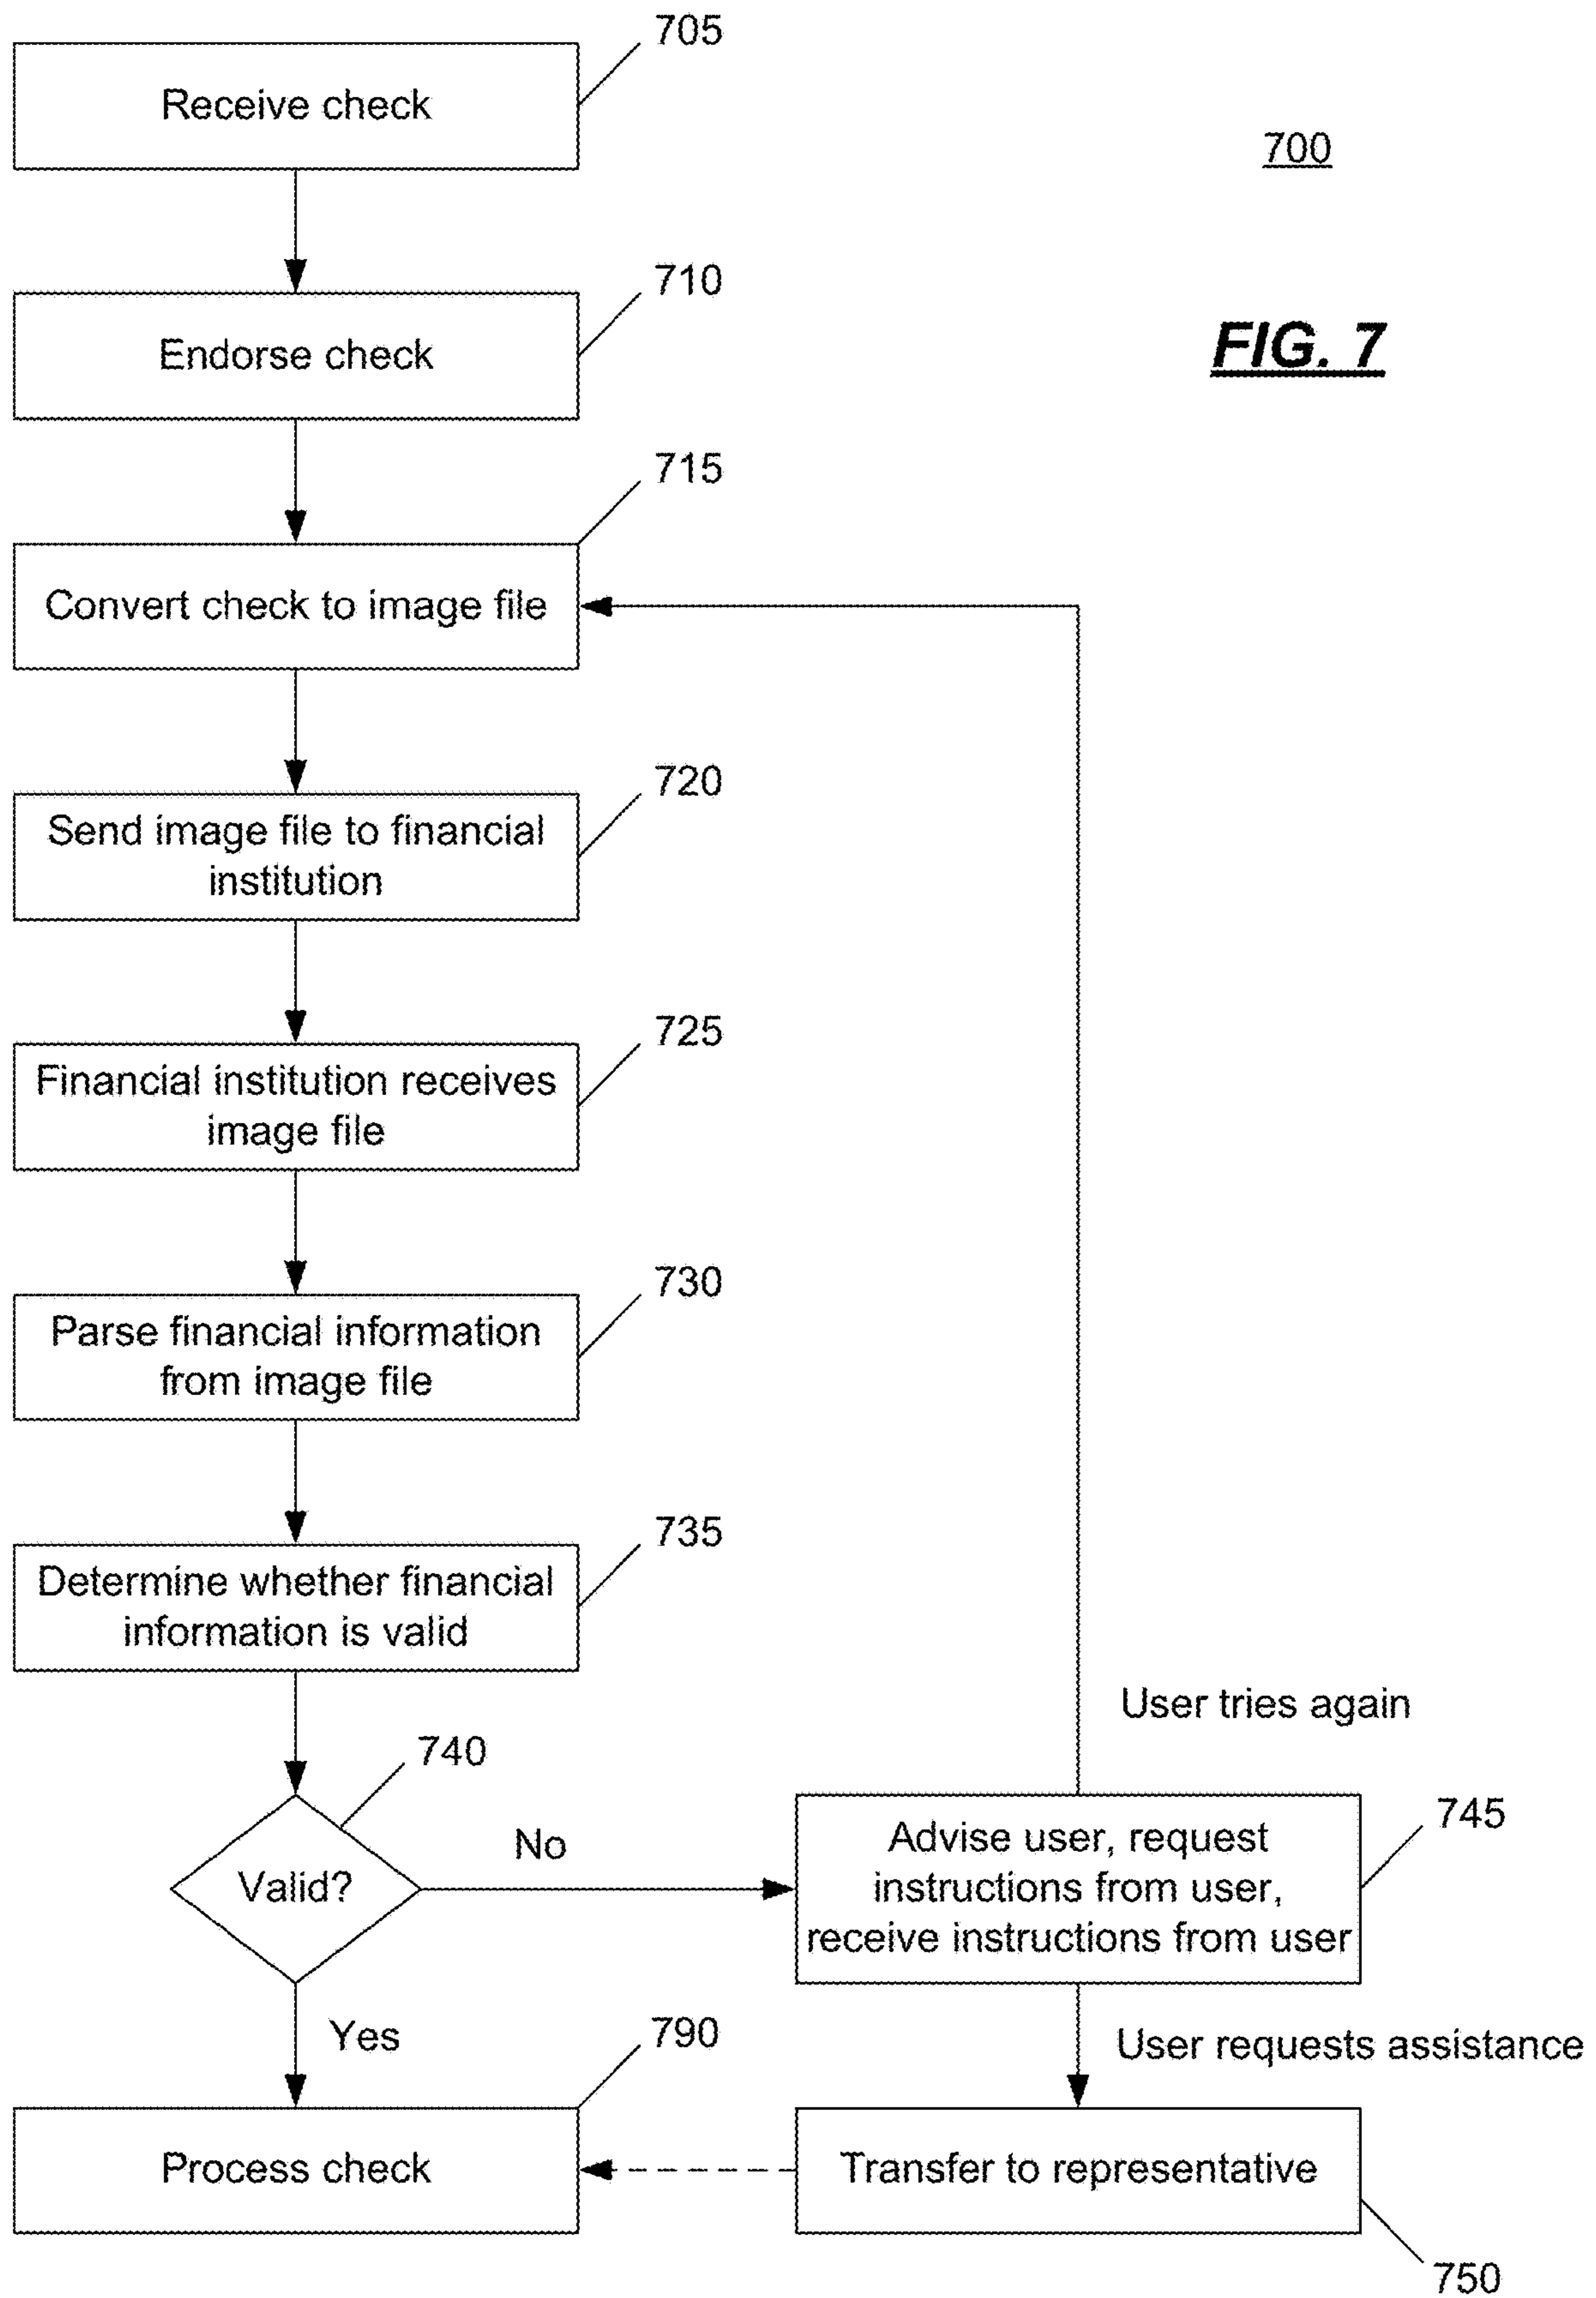 705
Receive check
700
710
Endorse check
FIG. 7
715
Convert check to image file
720
Send image file to financial
institution
725
Financial institution receives
image file
730
Parse financial information
from image file
735
Determine whether financial
information is valid
User tries again
740
Valid?
No
745
Advise user, request
instructions from user,
receive instructions from user
Yes
790
User requests assistance
Process check
Transfer to representative
750